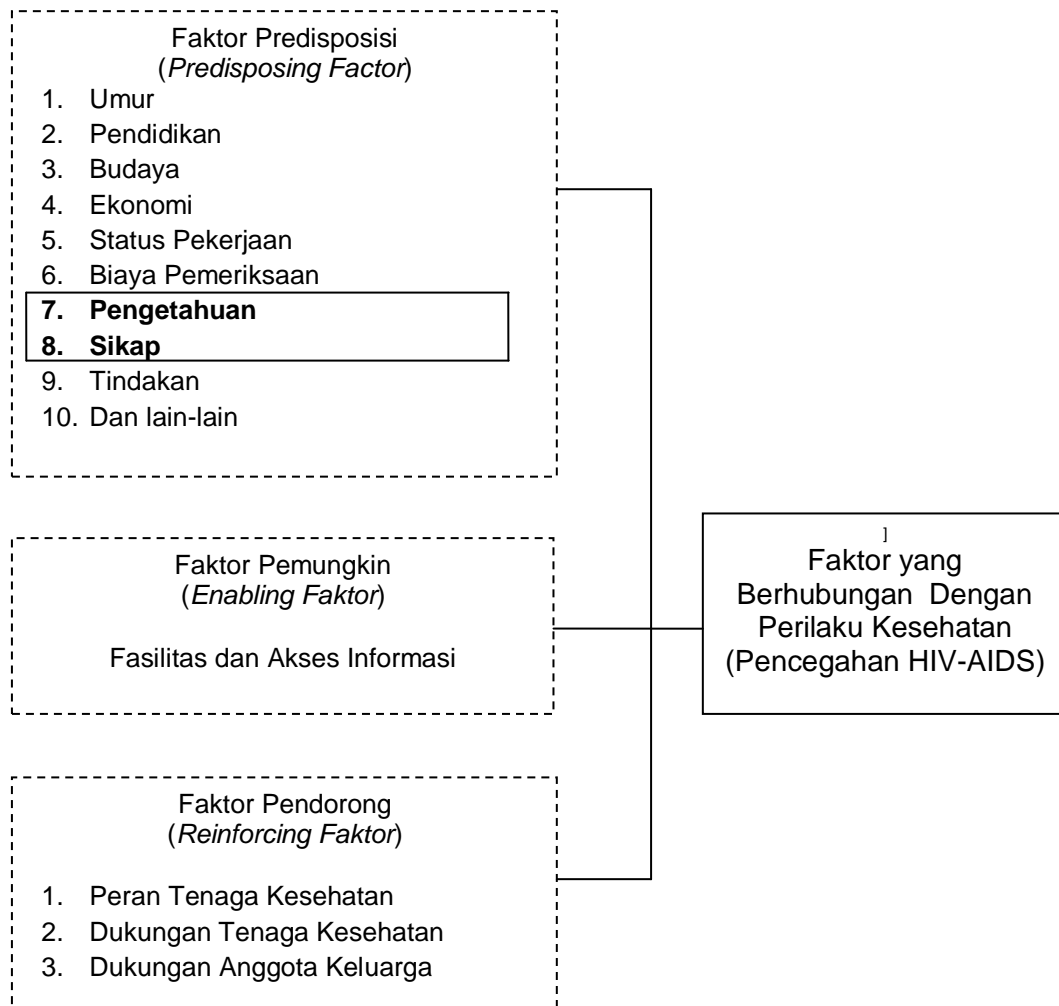 Faktor Predisposisi
(Predisposing Factor)
1. Umur
2. Pendidikan
3. Budaya
4. Ekonomi
5. Status Pekerjaan
6. Biaya Pemeriksaan
7. Pengetahuan
8. Sikap
9. Tindakan
10. Dan lain-lain
Faktor Pemungkin
(Enabling Faktor)
Fasilitas dan Akses Informasi
Faktor Pendorong
(Reinforcing Faktor)
1. Peran Tenaga Kesehatan
2. Dukungan Tenaga Kesehatan
3. Dukungan Anggota Keluarga
]
Faktor yang
Berhubungan Dengan
Perilaku Kesehatan
(Pencegahan HIV-AIDS)